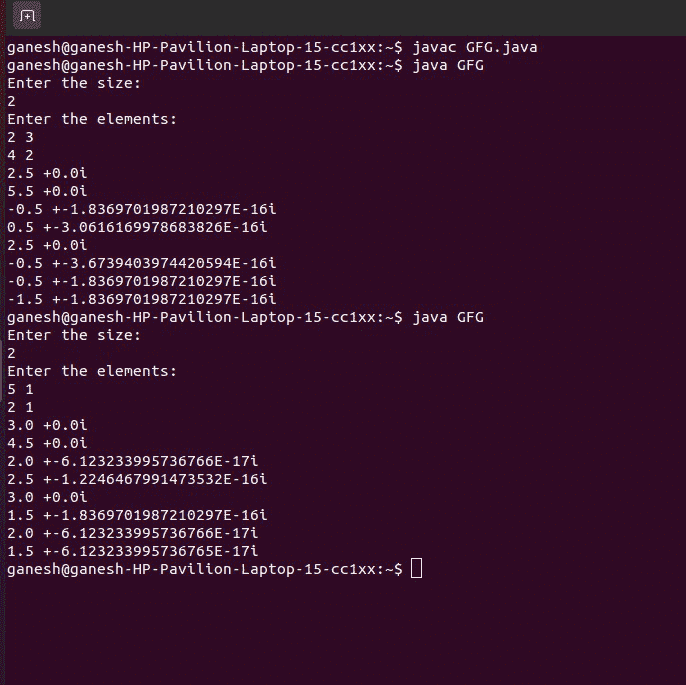 ganesh@ganesh-HP-Pavilion-Laptop-15-cc1xx:~$ javac GFG.java
ganesh@ganesh-HP-Pavilion-Laptop-15-cc1xx:~$ java GFG
Enter the size:
2
Enter the elements:
2 3
4 2
2.5 +0.0i
5.5 +0.0i
-0.5 +-1.8369701987210297E-16i
0.5 +-3.0616169978683826E-16i
2.5 +0.0i
-0.5 +-3.6739403974420594E-16i
-0.5 +-1.8369701987210297E-16i
-1.5 +-1.8369701987210297E-16i
ganesh@ganesh-HP-Pavilion-Laptop-15-cc1xx:~$ java GFG
Enter the size:
2
Enter the elements:
5 1
2 1
3.0 +0.0i
4.5 +0.0i
2.0 +-6.123233995736766E-17i
2.5 +-1.2246467991473532E-16i
3.0 +0.0i
1.5 +-1.8369701987210297E-16i
2.0 +-6.123233995736766E-17i
1.5 +-6.123233995736765E-17i
ganesh@ganesh-HP-Pavilion-Laptop-15-cc1xx:~$